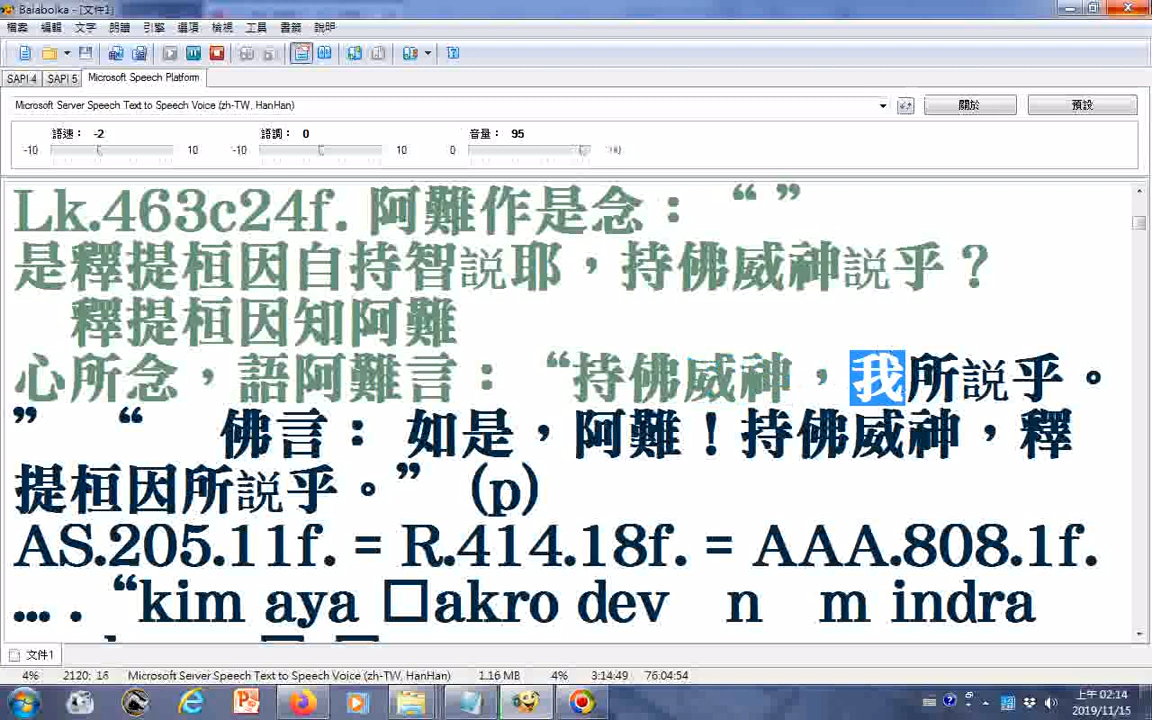 Balabolka - [文件1]
檔案 編輯 文字 朗讀 引擎 選項 檢視 工具 書籤 說明
SAPI 4 SAPI 5 Microsoft Speech Platform
Microsoft Server Speech Text to Speech Voice (zh-TW, HanHan) 關於 預設
語速： -2 語調： 0 音量： 95
-10 10 -10 10 0 100
Lk.463c24f. 阿難作是念：“ ”
是釋提桓因自持智説耶，持佛威神説乎？
釋提桓因知阿難
心所念，語阿難言：“持佛威神，我所説乎。
” “ 佛言： 如是，阿難！持佛威神，釋
提桓因所説乎。” (p)
AS.205.11f. = R.414.18f. = AAA.808.1f.
... . “kim aya □akro dev n m indra
文件1
4% 2120; 16 Microsoft Server Speech Text to Speech Voice (zh-TW, HanHan) 1.16 MB 4% 3:14:49 76:04:54
上午 02:14
2019/11/15